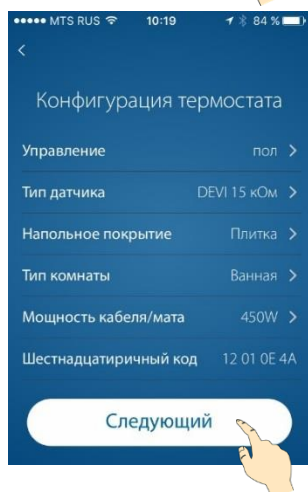 MTS RUS 10:19 84 %
Конфигурация термостата
Управление пол
Тип датчика DEVI 15 кОм
Напольное покрытие Плитка
Тип комнаты Ванная
Мощность кабеля/мата 450W
Шестнадцатиричный код 12 01 0E 4A
Следующий